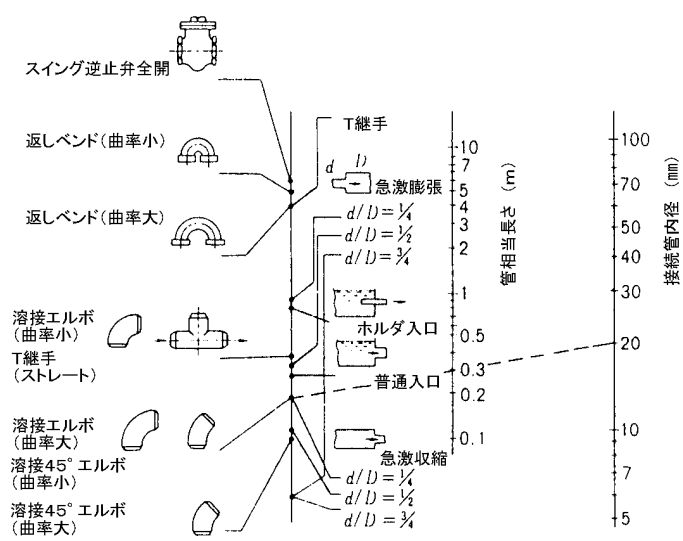 スイング逆止弁全開
返しベンド(曲率小)
返しベンド(曲率大)
溶接エルボ
(曲率小)
T継手
(ストレート)
溶接エルボ
(曲率大)
溶接45°エルボ
(曲率小)
溶接45°エルボ
(曲率大)
T継手
d D
急激膨張
d/D=1/4
d/D=1/2
d/D=3/4
ホルダ入口
普通入口
急激収縮
d/D=1/4
d/D=1/2
d/D=3/4
管相当長さ (m)
10
7
5
4
3
2
1
0.5
0.3
0.2
0.1
接続管内径 (mm)
100
70
50
40
30
20
10
7
5